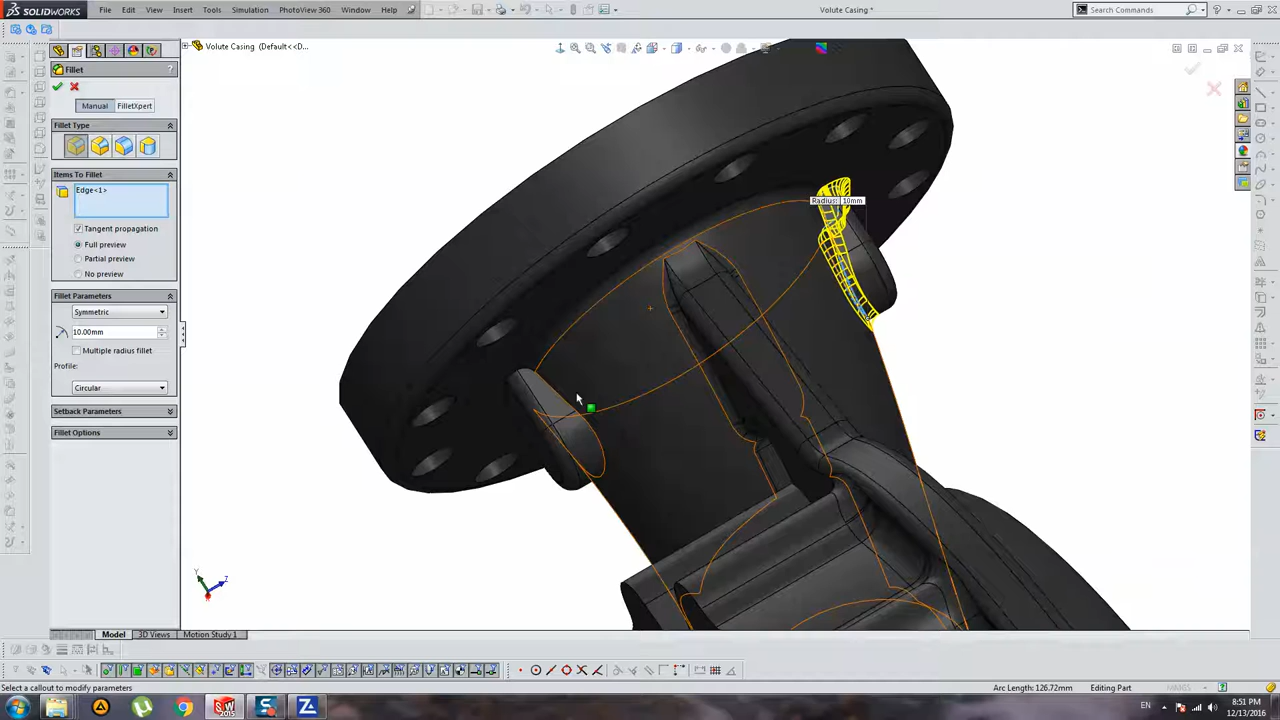 SOLIDWORKS
File Edit View Insert Tools Simulation PhotoView 360 Window Help
Volute Casing *
Search Commands
Volute Casing (Default<<D...
Fillet
?
Manual FilletXpert
Fillet Type
Items To Fillet
Edge<1>
Tangent propagation
Full preview
Partial preview
No preview
Fillet Parameters
Symmetric
10.00mm
Multiple radius fillet
Profile:
Circular
Setback Parameters
Fillet Options
Radius: 10mm
Y
Z
Model 3D Views Motion Study 1
Select a callout to modify parameters
Arc Length: 126.72mm Editing Part MMGS
EN 8:51 PM
12/13/2016